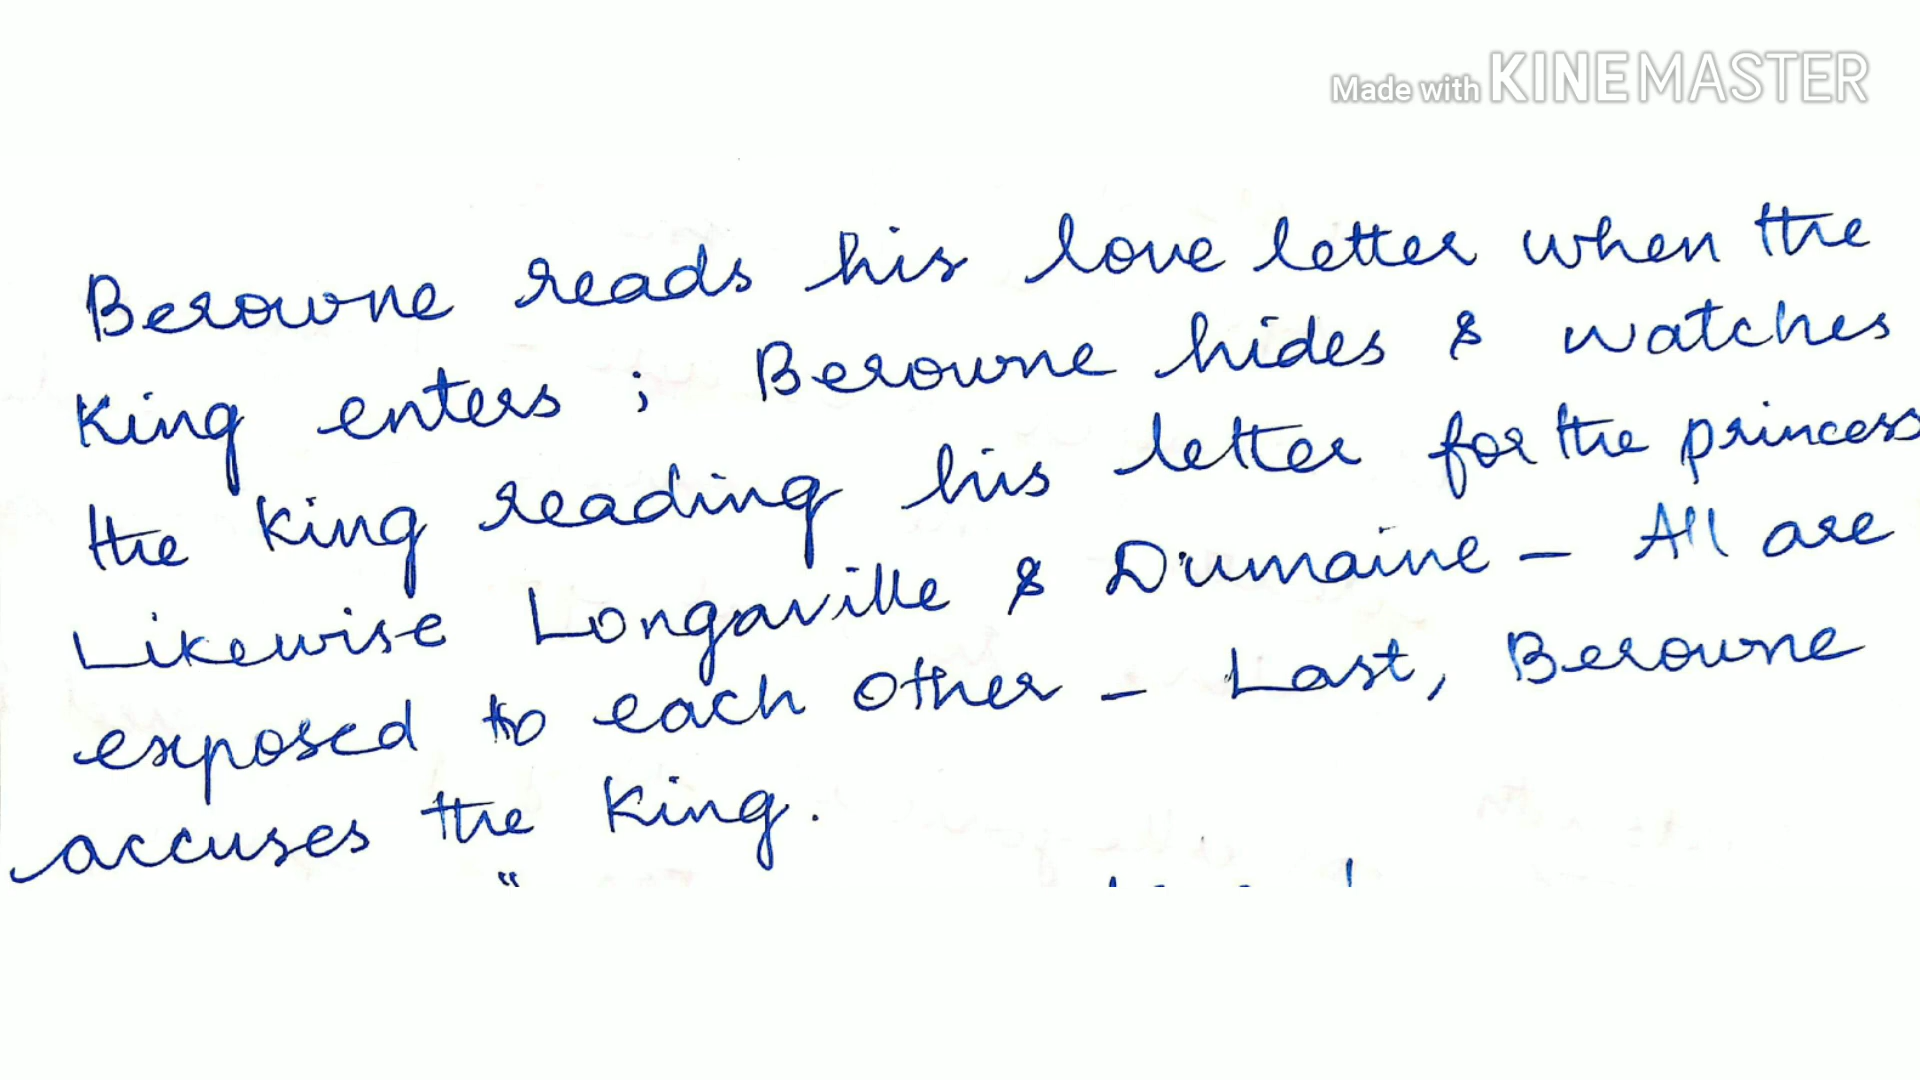 Made with KINEMASTER
Berowne reads his love letter when the
King enters ; Berowne hides & watches
the King reading his letter for the princess
Likewise Longaville & Dumaine – All are
exposed to each other – Last, Berowne
accuses the King.